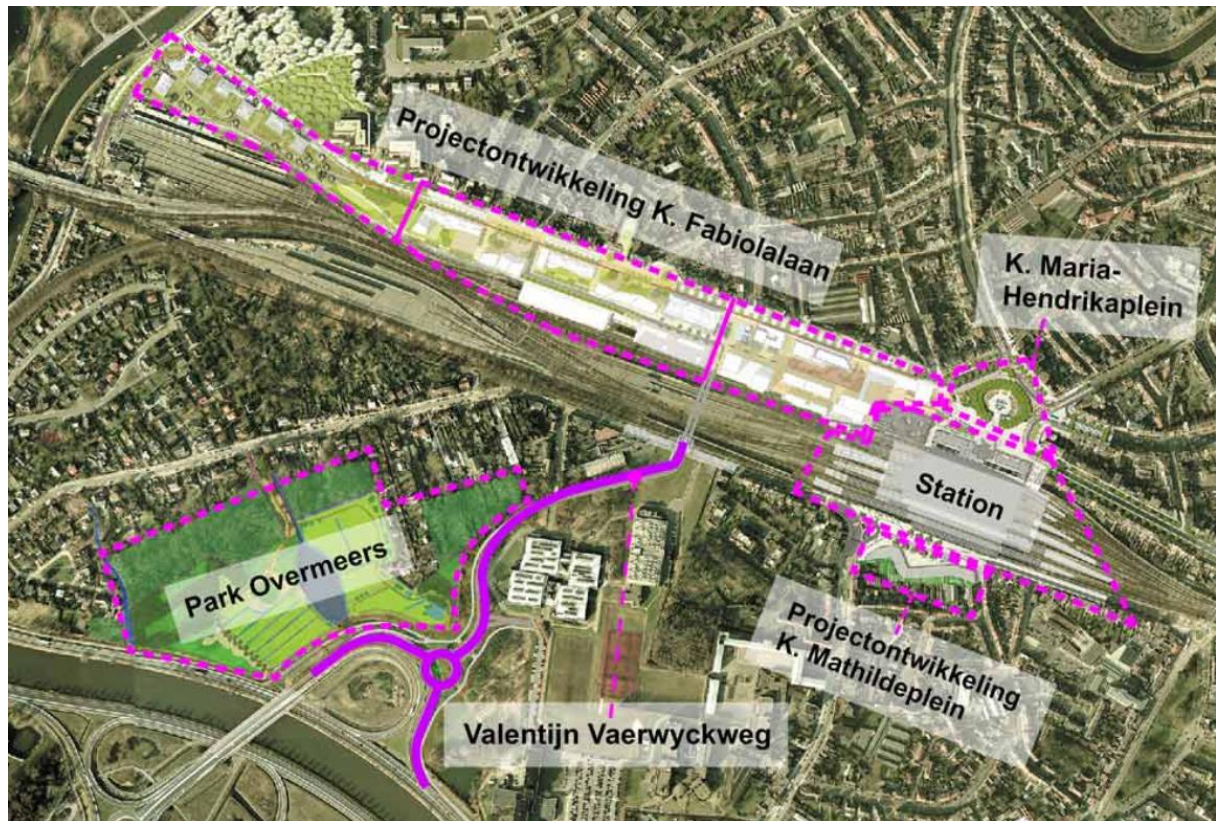 Projectontwikkeling K. Fabiolalaan
K. Maria-
Hendrikaplein
Station
Park Overmeers
Projectontwikkeling
K. Mathildeplein
Valentijn Vaerwyckweg